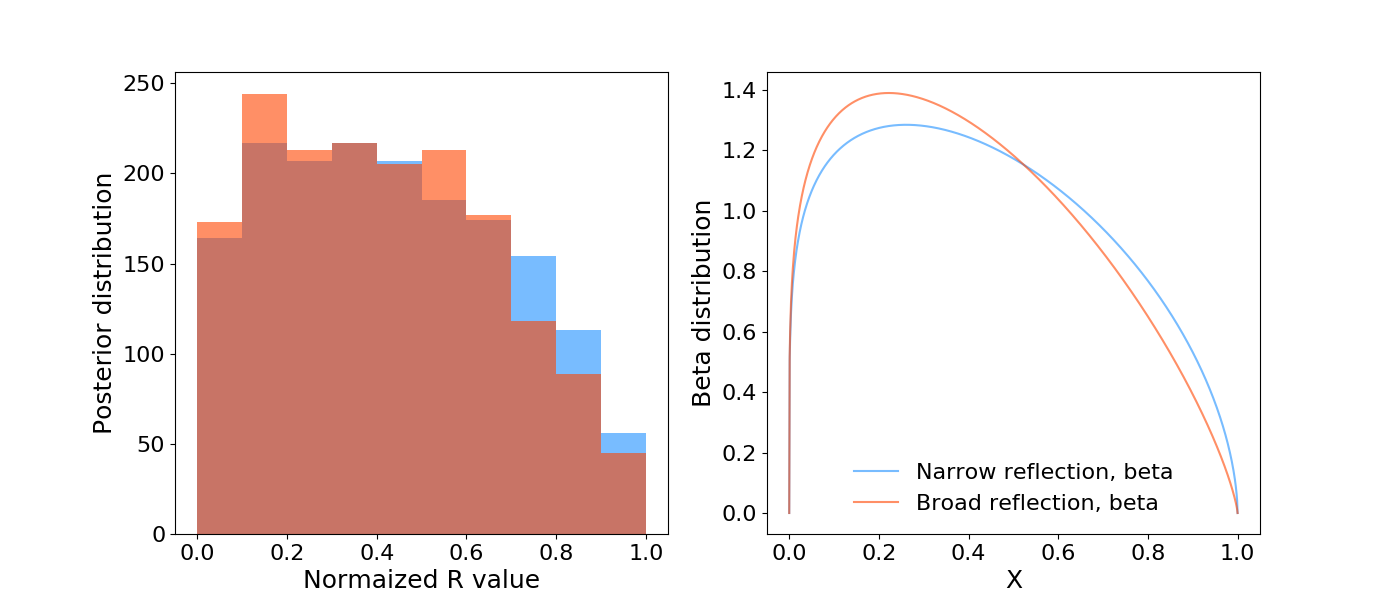 Posterior distribution
250
200
150
100
50
0
0.0 0.2 0.4 0.6 0.8 1.0
Normaized R value
Beta distribution
1.4
1.2
1.0
0.8
0.6
0.4
0.2
0.0
Narrow reflection, beta
Broad reflection, beta
0.0 0.2 0.4 0.6 0.8 1.0
X